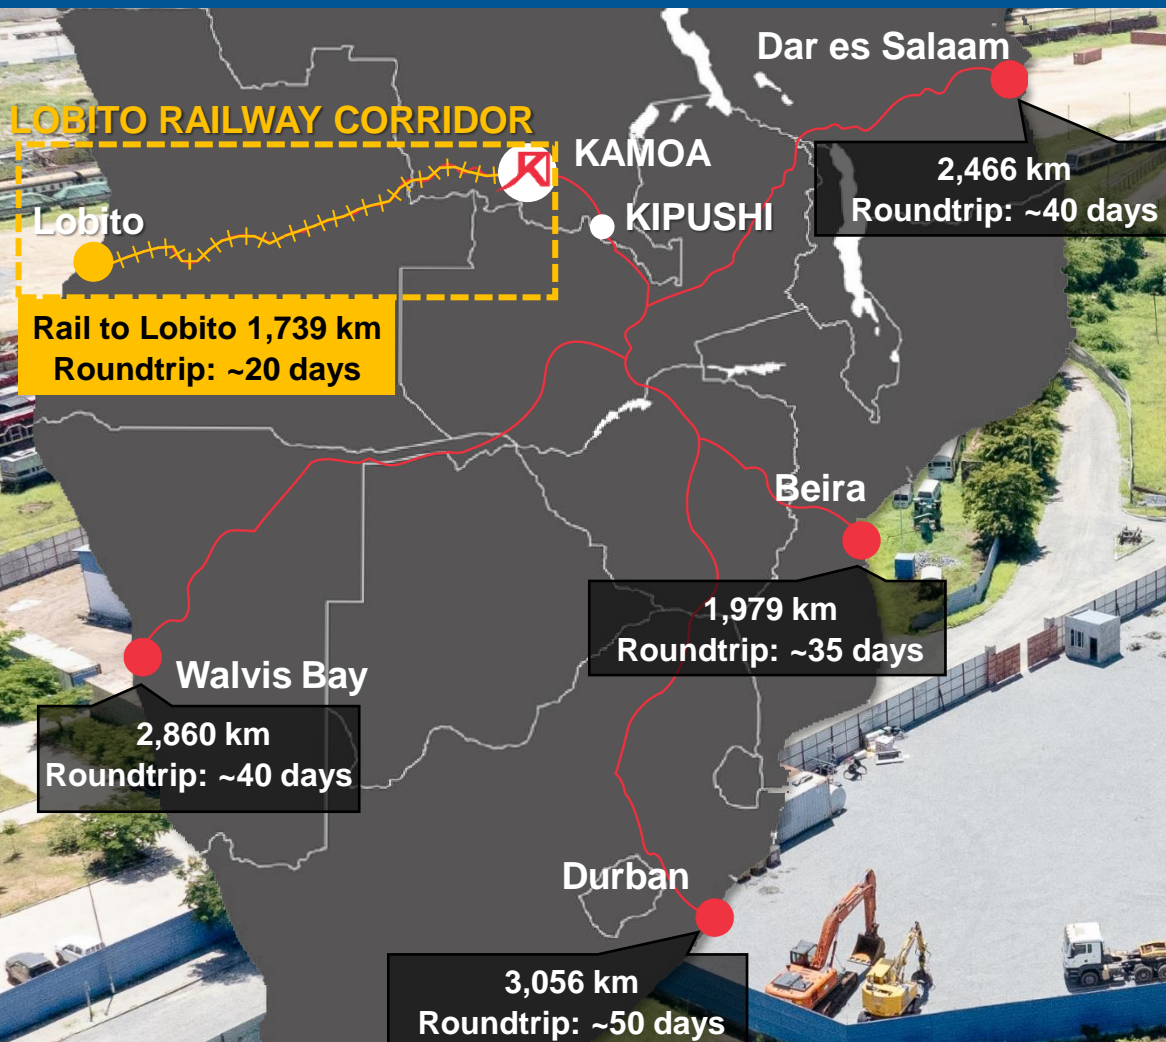 Dar es Salaam
2,466 km
Roundtrip: ~40 days
LOBITO RAILWAY CORRIDOR
KAMOA
KIPUSHI
Lobito
Rail to Lobito 1,739 km
Roundtrip: ~20 days
Beira
1,979 km
Roundtrip: ~35 days
Walvis Bay
2,860 km
Roundtrip: ~40 days
Durban
3,056 km
Roundtrip: ~50 days